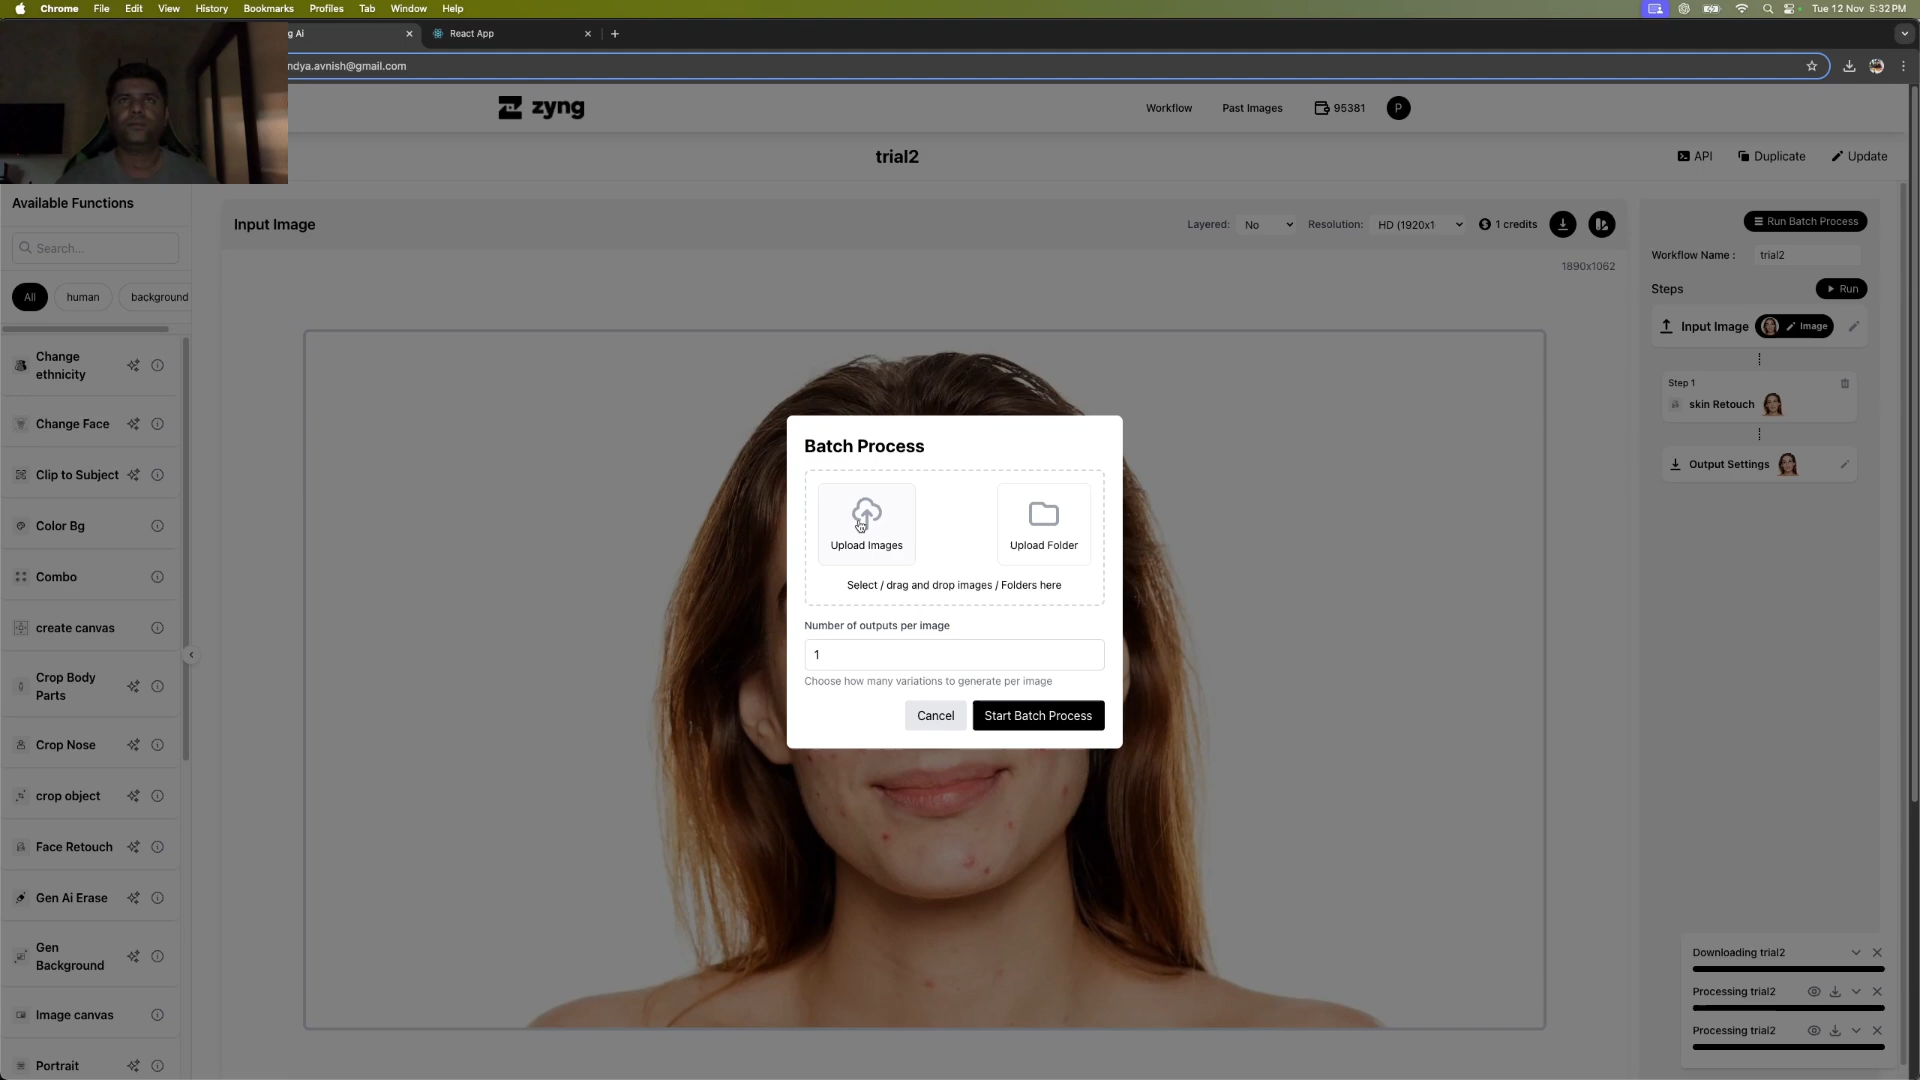 Chrome File Edit View History Bookmarks Profiles Tab Window Help
Tue 12 Nov 5:32 PM
g Ai
React App
ndya.avnish@gmail.com
zyng
Workflow
Past Images
95381
P
trial2
API
Duplicate
Update
Available Functions
Search...
All
human
background
Change
ethnicity
Change Face
Clip to Subject
Color Bg
Combo
create canvas
Crop Body
Parts
Crop Nose
crop object
Face Retouch
Gen Ai Erase
Gen
Background
Image canvas
Portrait
Input Image
Layered: No
Resolution: HD (1920x1
1 credits
1890x1062
Batch Process
Upload Images
Upload Folder
Select / drag and drop images / Folders here
Number of outputs per image
1
Choose how many variations to generate per image
Cancel
Start Batch Process
Run Batch Process
Workflow Name : trial2
Steps
Run
Input Image
Image
Step 1
skin Retouch
Output Settings
Downloading trial2
Processing trial2
Processing trial2